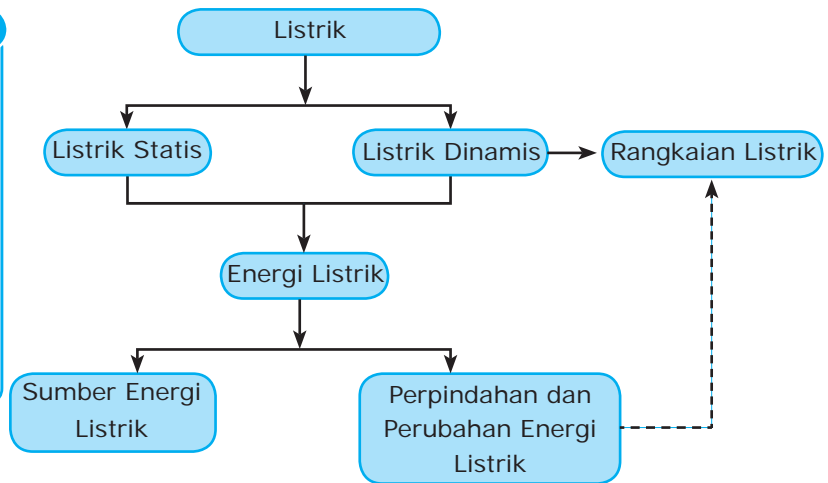 Listrik
Listrik Statis
Listrik Dinamis
Rangkaian Listrik
Energi Listrik
Sumber Energi
Listrik
Perpindahan dan
Perubahan Energi
Listrik